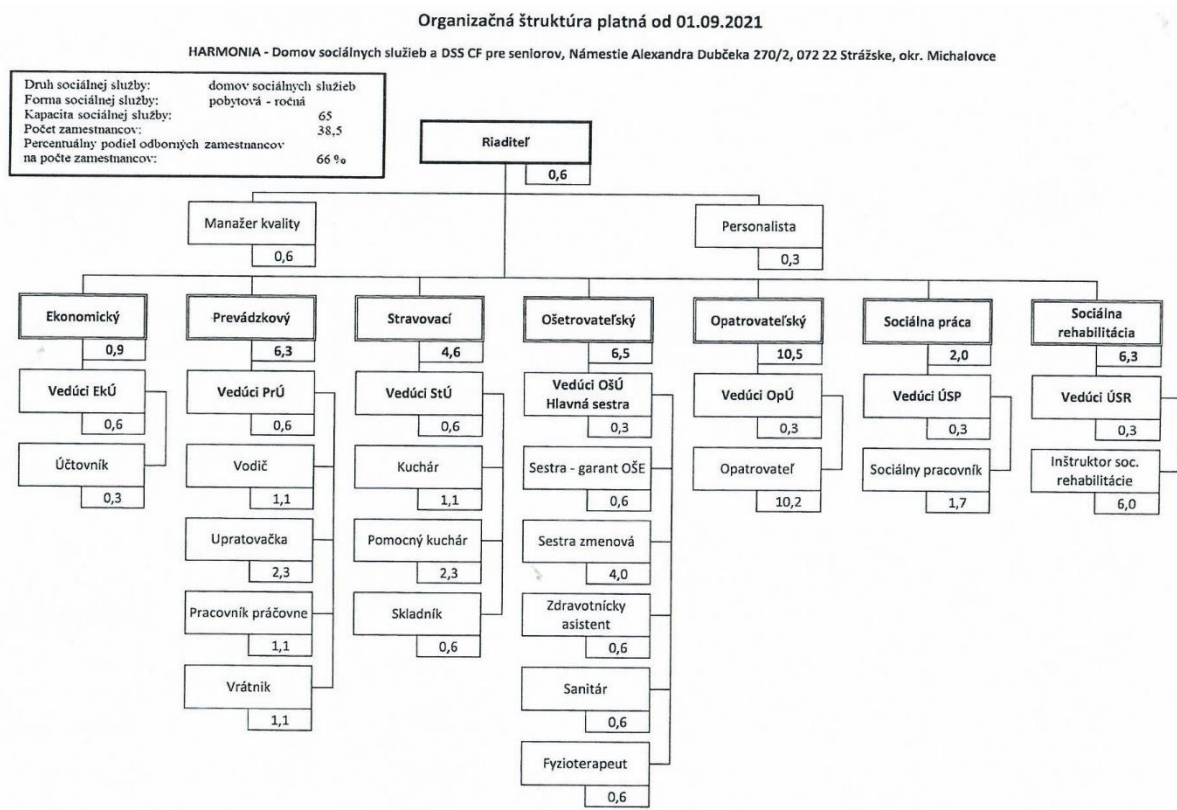 Organizačná štruktúra platná od 01.09.2021
HARMONIA - Domov sociálnych služieb a DSS CF pre seniorov, Námestie Alexandra Dubčeka 270/2, 072 22 Strážske, okr. Michalovce
Druh sociálnej služby: domov sociálnych služieb
Forma sociálnej služby: pobytová - ročná
Kapacita sociálnej služby: 65
Počet zamestnancov: 38,5
Percentuálny podiel odborných zamestnancov
na počte zamestnancov: 66 %
Riaditeľ
0,6
Manažer kvality
0,6
Personalista
0,3
Ekonomický
0,9
Vedúci EkÚ
0,6
Účtovník
0,3
Prevádzkový
6,3
Vedúci PrÚ
0,6
Vodič
1,1
Upratovačka
2,3
Pracovník práčovne
1,1
Vrátnik
1,1
Stravovací
4,6
Vedúci StÚ
0,6
Kuchár
1,1
Pomocný kuchár
2,3
Skladník
0,6
Ošetrovateľský
6,5
Vedúci OšÚ
Hlavná sestra
0,3
Sestra - garant OŠE
0,6
Sestra zmenová
4,0
Zdravotnícky
asistent
0,6
Sanitár
0,6
Fyzioterapeut
0,6
Opatrovateľský
10,5
Vedúci OpÚ
0,3
Opatrovateľ
10,2
Sociálna práca
2,0
Vedúci ÚSP
0,3
Sociálny pracovník
1,7
Sociálna
rehabilitácia
6,3
Vedúci ÚSR
0,3
Inštruktor soc.
rehabilitácie
6,0